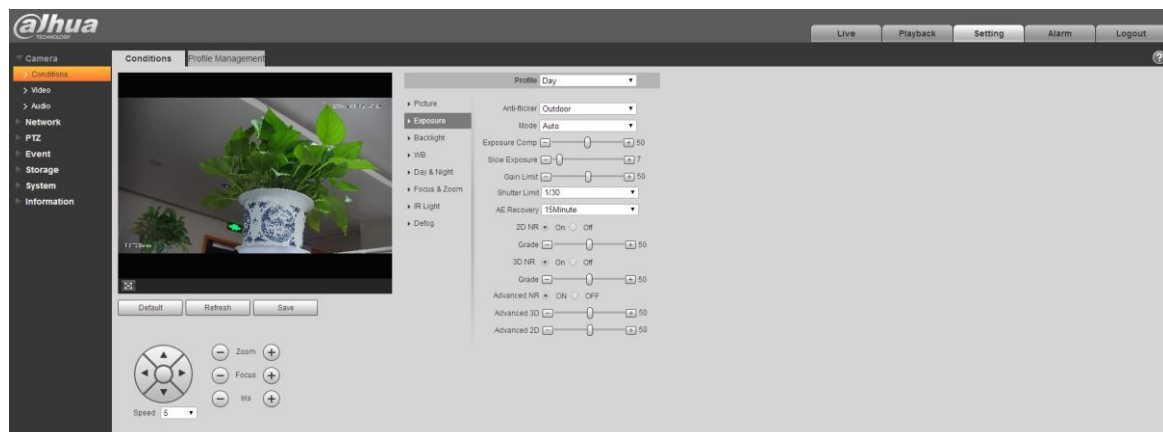 alhua
TECHNOLOGY
Live
Playback
Setting
Alarm
Logout
Camera
Conditions
Video
Audio
Network
PTZ
Event
Storage
System
Information
Conditions
Profile Management
Default
Refresh
Save
Zoom
Focus
Iris
Speed 5
Picture
Exposure
Backlight
WB
Day & Night
Focus & Zoom
IR Light
Defog
Profile Day
Anti-flicker Outdoor
Mode Auto
Exposure Comp 50
Slow Exposure 7
Gain Limit 50
Shutter Limit 1/30
AE Recovery 15Minute
2D NR On Off
Grade 50
3D NR On Off
Grade 50
Advanced NR ON OFF
Advanced 3D 50
Advanced 2D 50